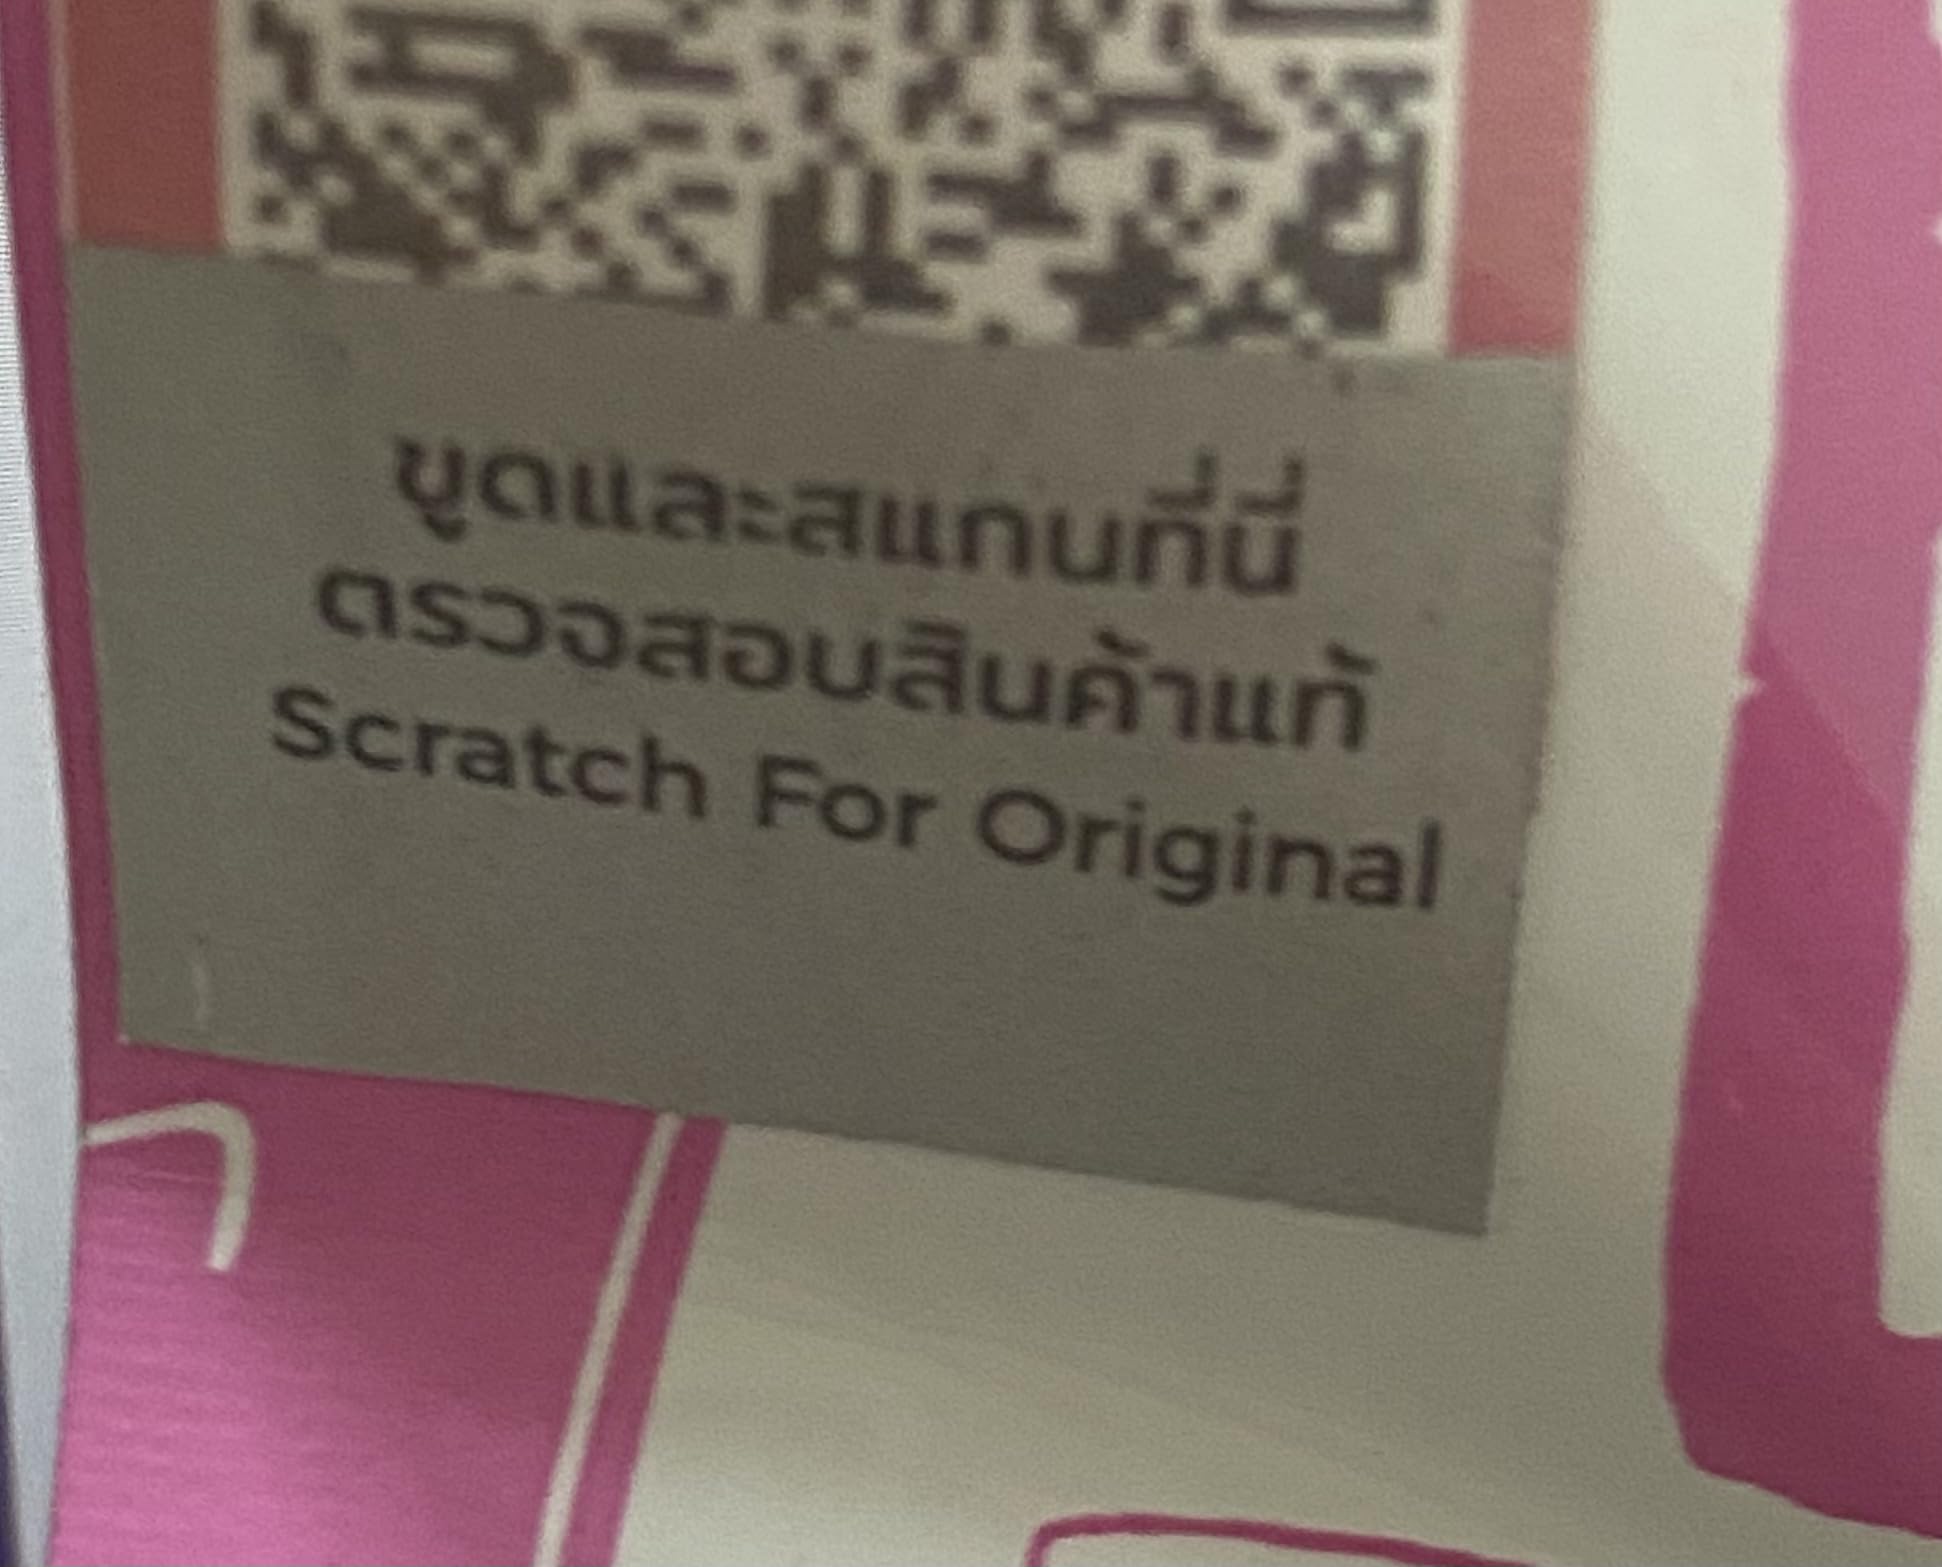 ขูดและสแกนที่นี่
ตรวจสอบสินค้าแท้
Scratch For Original